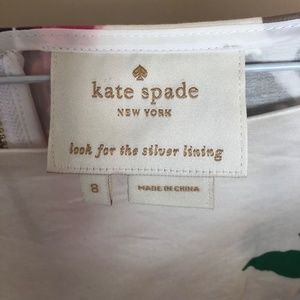 kate spade
NEW YORK
look for the silver lining
8
MADE IN CHINA